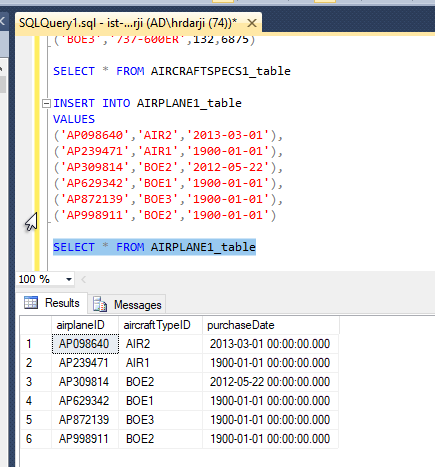 SQLQuery1.sql - ist-...rji (AD\hrdarji (74))*
('BOE3','737-600ER',132,6875)
SELECT * FROM AIRCRAFTSPECS1_table
INSERT INTO AIRPLANE1_table
VALUES
('AP098640','AIR2','2013-03-01'),
('AP239471','AIR1','1900-01-01'),
('AP309814','BOE2','2012-05-22'),
('AP629342','BOE1','1900-01-01'),
('AP872139','BOE3','1900-01-01'),
('AP998911','BOE2','1900-01-01')
SELECT * FROM AIRPLANE1_table
100 %
Results Messages
airplaneID aircraftTypeID purchaseDate
1 AP098640 AIR2 2013-03-01 00:00:00.000
2 AP239471 AIR1 1900-01-01 00:00:00.000
3 AP309814 BOE2 2012-05-22 00:00:00.000
4 AP629342 BOE1 1900-01-01 00:00:00.000
5 AP872139 BOE3 1900-01-01 00:00:00.000
6 AP998911 BOE2 1900-01-01 00:00:00.000